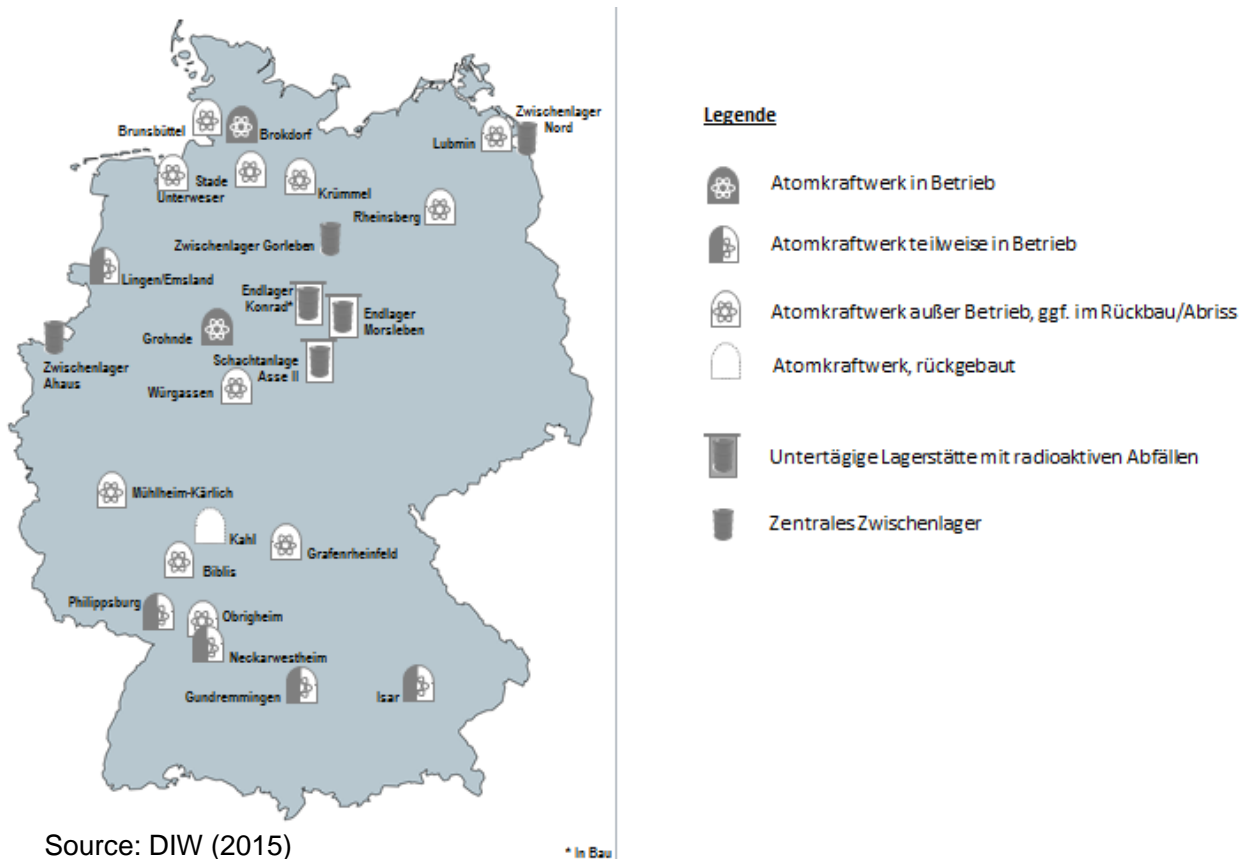 Brunsbüttel
Brokdorf
Zwischenlager
Nord
Lubmin
Stade
Unterweser
Krümmel
Rheinsberg
Zwischenlager Gorleben
Lingen/Emsland
Endlager
Konrad*
Endlager
Morsleben
Grohnde
Zwischenlager
Ahaus
Schachtanlage
Asse II
Würgassen
Mühlheim-Kärlich
Kahl
Grafenrheinfeld
Biblis
Philippsburg
Obrigheim
Neckarwestheim
Gundremmingen
Isar
Source: DIW (2015)
* In Bau
Legende
Atomkraftwerk in Betrieb
Atomkraftwerk teilweise in Betrieb
Atomkraftwerk außer Betrieb, ggf. im Rückbau/Abriss
Atomkraftwerk, rückgebaut
Untertägige Lagerstätte mit radioaktiven Abfällen
Zentrales Zwischenlager